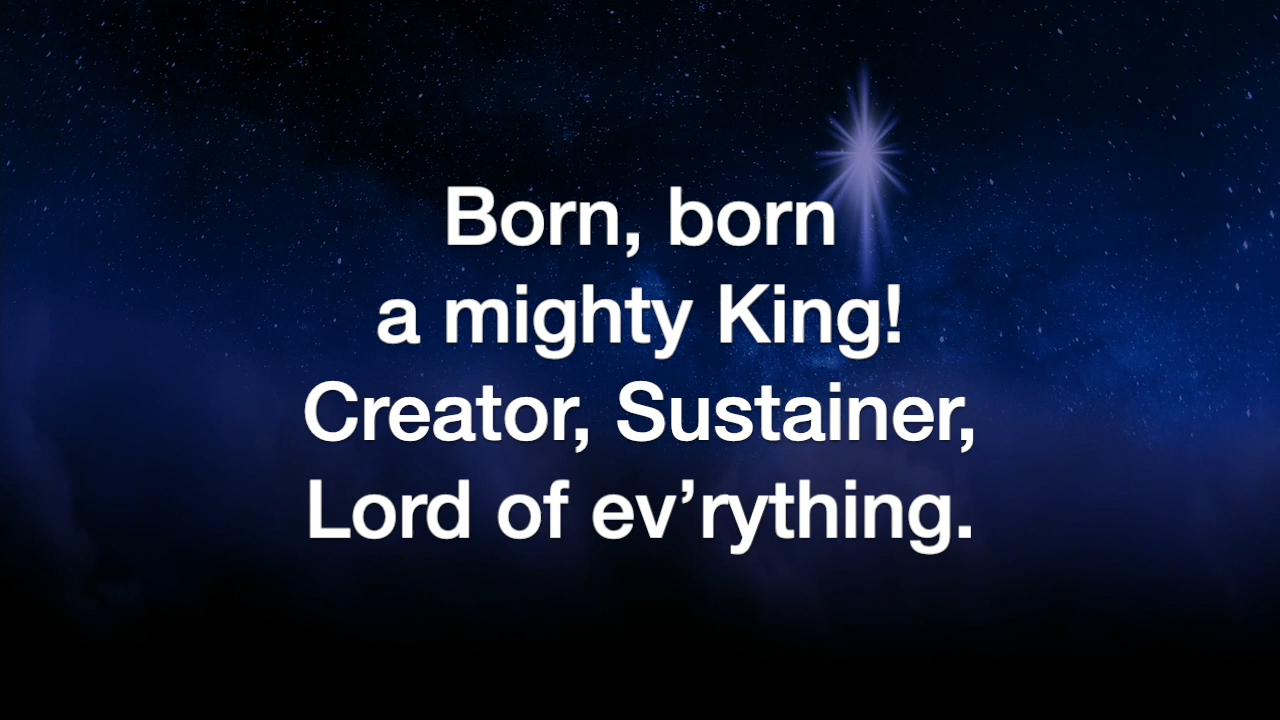 Born, born
a mighty King!
Creator, Sustainer,
Lord of ev’rything.